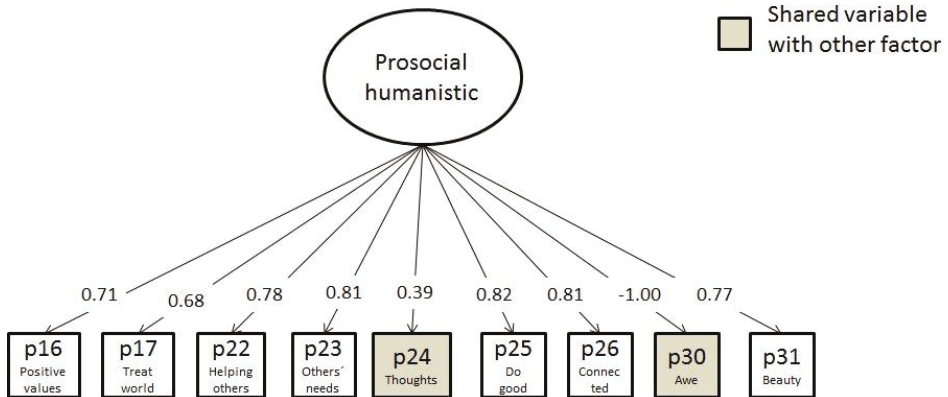 Shared variable
with other factor
Prosocial
humanistic
0.71
0.68
0.78
0.81
0.39
0.82
0.81
-1.00
0.77
p16
Positive
values
p17
Treat
world
p22
Helping
others
p23
Others´
needs
p24
Thoughts
p25
Do
good
p26
Connec
ted
p30
Awe
p31
Beauty